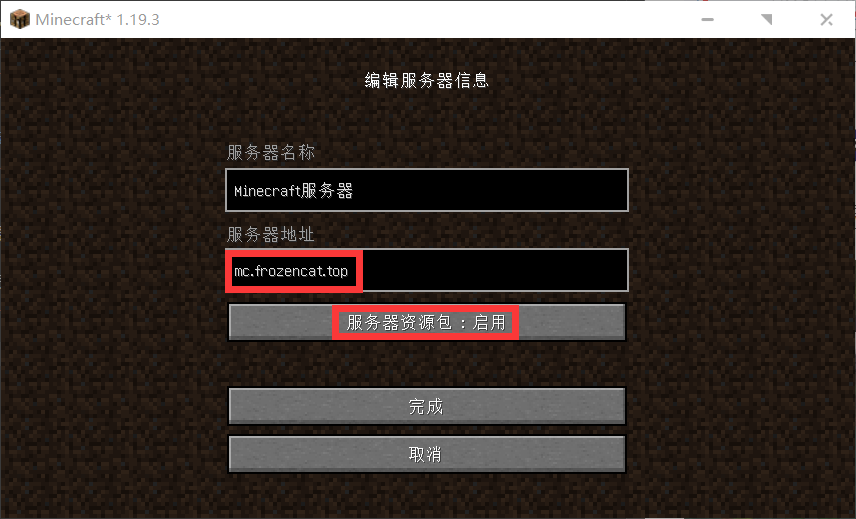 Minecraft* 1.19.3
编辑服务器信息
服务器名称
Minecraft服务器
服务器地址
mc.frozencat.top
服务器资源包：启用
完成
取消